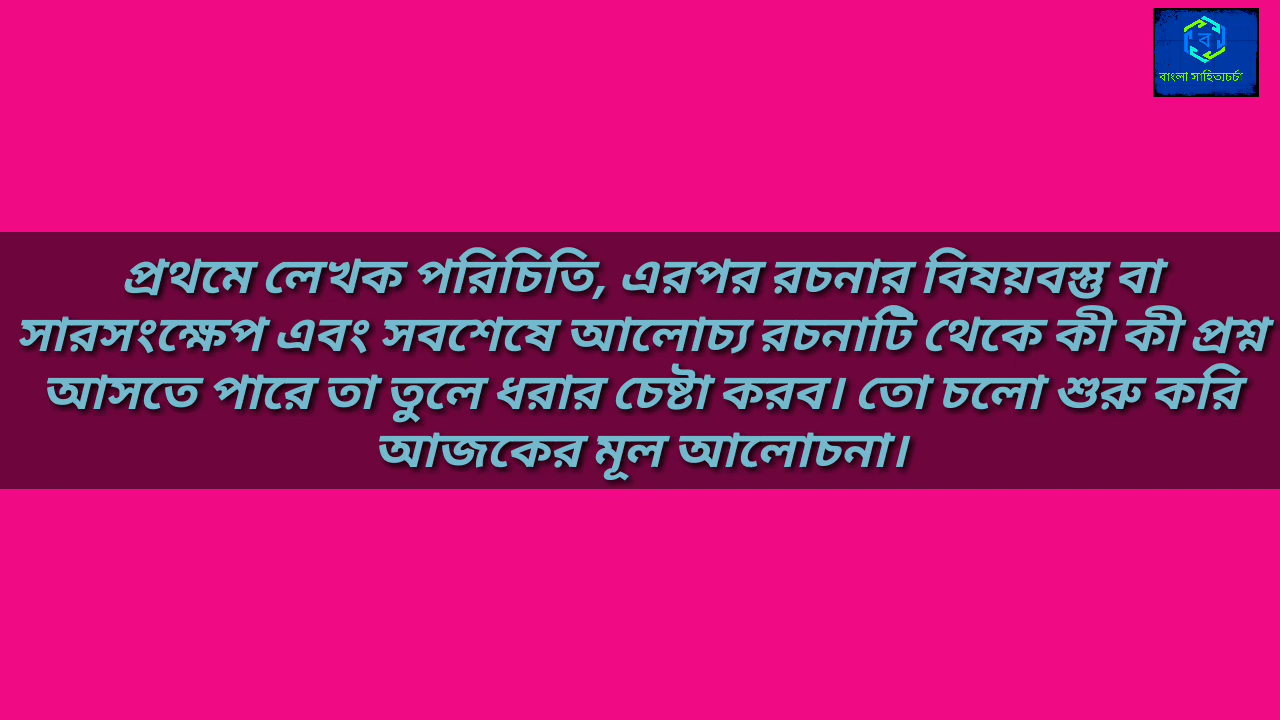 ব
বাংলা সাহিত্যচর্চা
প্রথমে লেখক পরিচিতি, এরপর রচনার বিষয়বস্তু বা
সারসংক্ষেপ এবং সবশেষে আলোচ্য রচনাটি থেকে কী কী প্রশ্ন
আসতে পারে তা তুলে ধরার চেষ্টা করব। তো চলো শুরু করি
আজকের মূল আলোচনা।